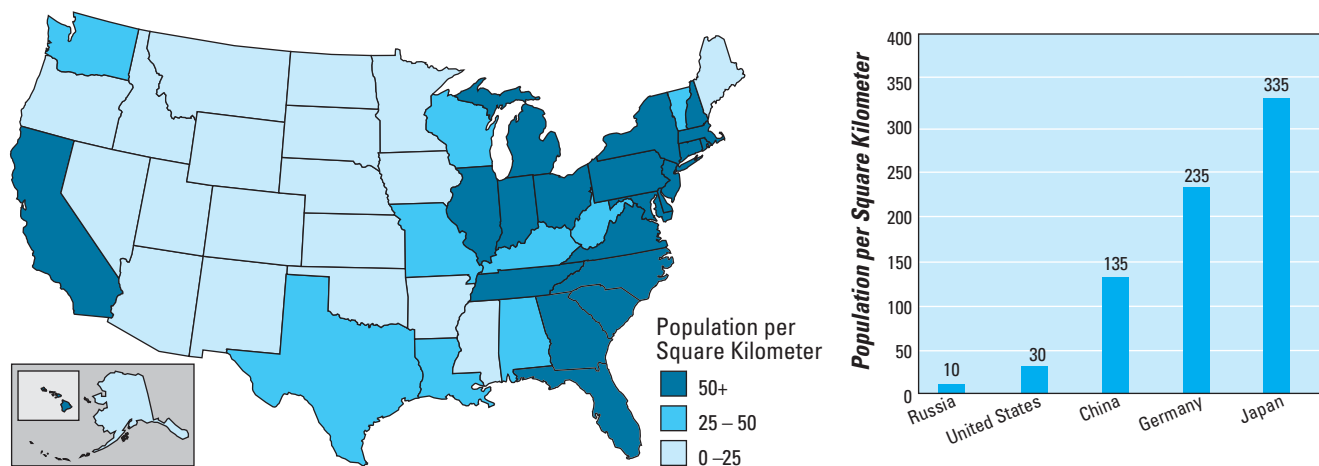 Population per
Square Kilometer
50+
25 – 50
0 –25
Population per Square Kilometer
400
350
300
250
200
150
100
50
0
10
30
135
235
335
Russia
United States
China
Germany
Japan